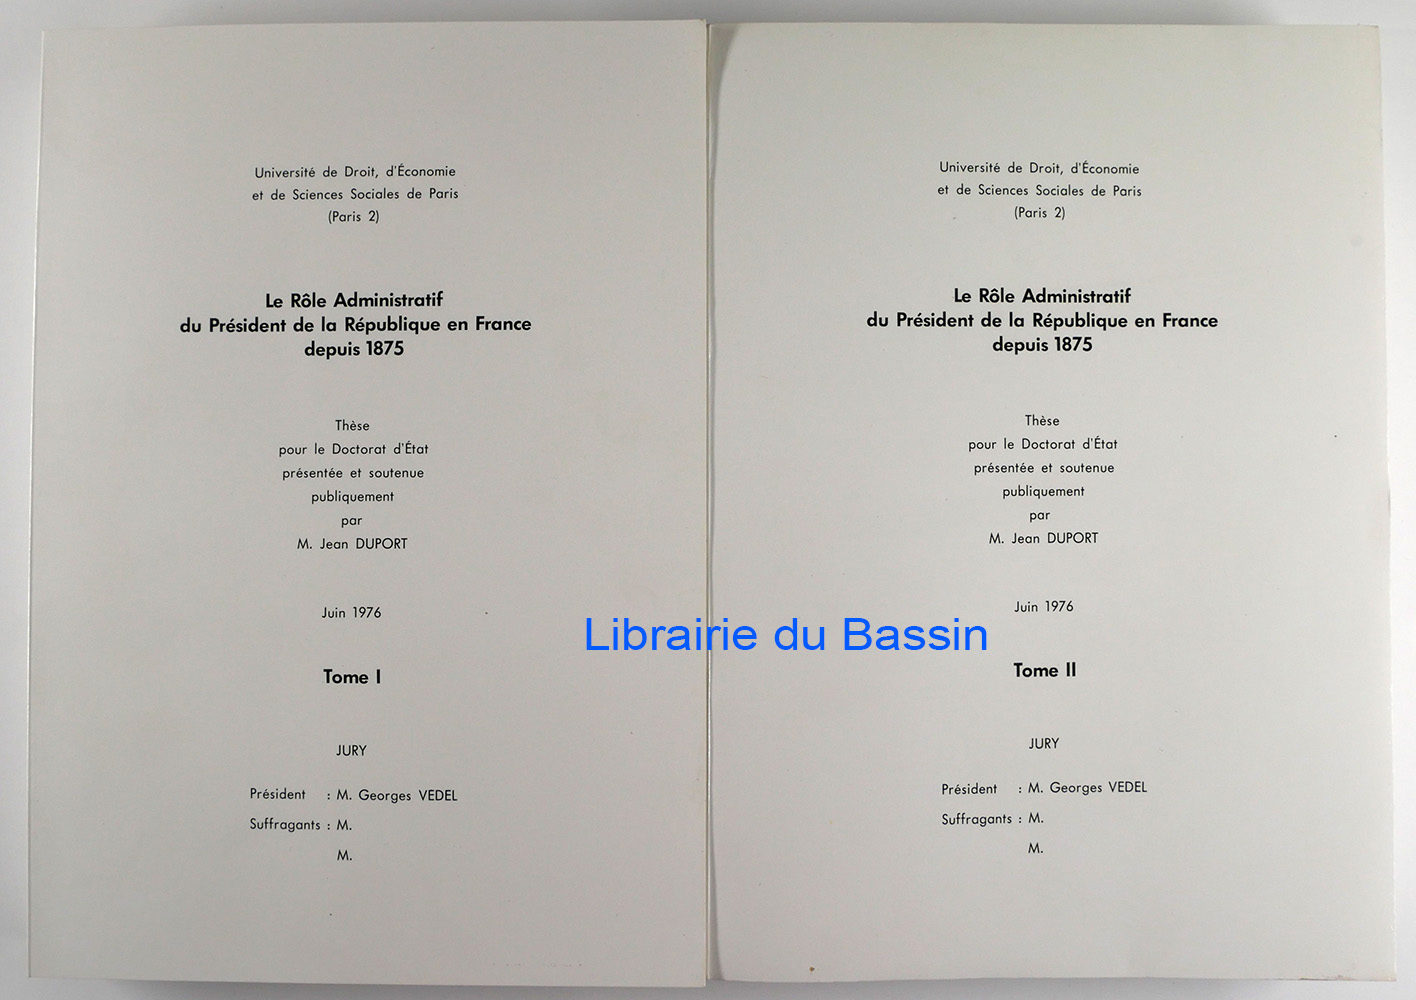 Université de Droit, d'Économie
et de Sciences Sociales de Paris
(Paris 2)
Le Rôle Administratif
du Président de la République en France
depuis 1875
Thèse
pour le Doctorat d'État
présentée et soutenue
publiquement
par
M. Jean DUPORT
Juin 1976
Tome I
JURY
Président : M. Georges VEDEL
Suffragants : M.
M.
Université de Droit, d'Économie
et de Sciences Sociales de Paris
(Paris 2)
Le Rôle Administratif
du Président de la République en France
depuis 1875
Thèse
pour le Doctorat d'État
présentée et soutenue
publiquement
par
M. Jean DUPORT
Juin 1976
Tome II
JURY
Président : M. Georges VEDEL
Suffragants : M.
M.
Librairie du Bassin